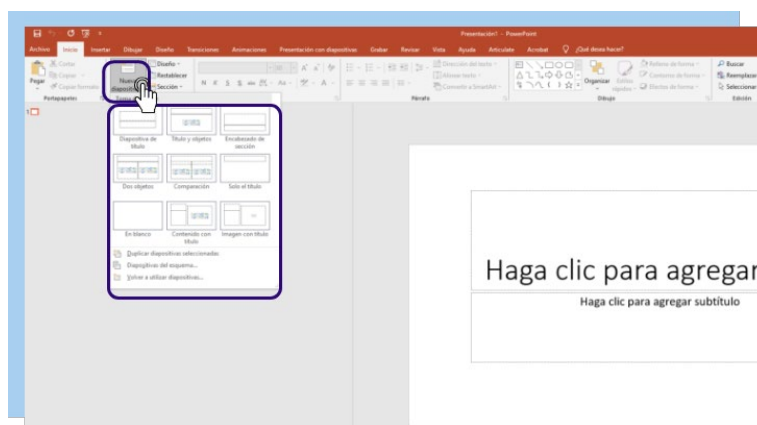 Presentación1 - PowerPoint
Archivo Inicio Insertar Dibujar Diseño Transiciones Animaciones Presentación con diapositivas Grabar Revisar Vista Ayuda Articulate Acrobat ¿Qué desea hacer?
Pegar
Cortar
Copiar
Copiar formato
Portapapeles
Nueva
Diseño
Restablecer
Sección
N K S S
Dirección del texto
Alinear texto
Convertir a SmartArt
Párrafo
Organizar
Estilos
rápidos
Relleno de forma
Contorno de forma
Efectos de forma
Dibujo
Buscar
Reemplazar
Seleccionar
Edición
1
Diapositiva de título
Título y objetos
Encabezado de sección
Dos objetos
Comparación
Solo el título
En blanco
Contenido con título
Imagen con título
Duplicar diapositivas seleccionadas
Diapositivas del esquema...
Volver a utilizar diapositivas...
Haga clic para agregar
Haga clic para agregar subtítulo